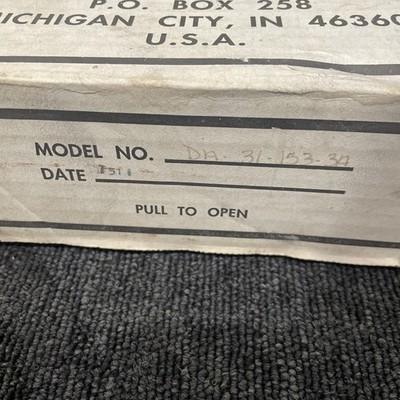 P.O. BOX 258
MICHIGAN CITY, IN 46360
U.S.A.
MODEL NO. DA-31-153-34
DATE
PULL TO OPEN